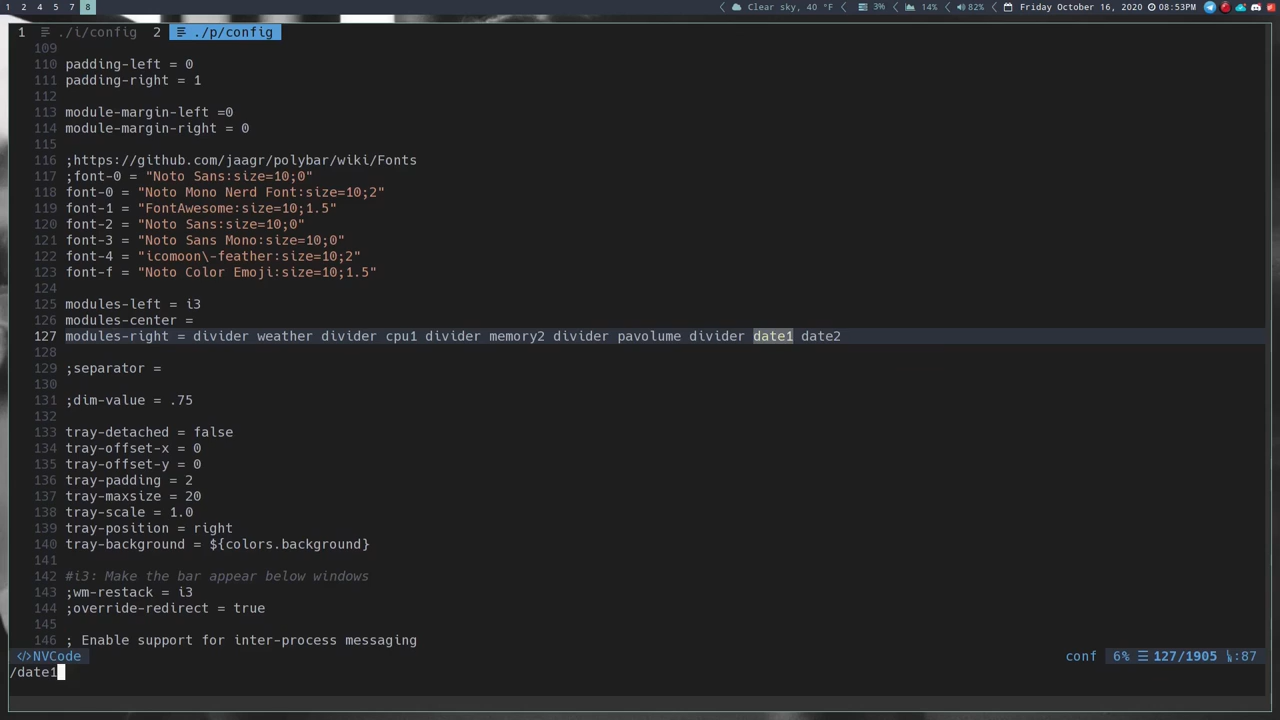 1 2 4 5 7 8 Clear sky, 40 °F 3% 14% 82% Friday October 16, 2020 08:53PM
1 ./i/config 2 ./p/config
109
110 padding-left = 0
111 padding-right = 1
112
113 module-margin-left =0
114 module-margin-right = 0
115
116 ;https://github.com/jaagr/polybar/wiki/Fonts
117 ;font-0 = "Noto Sans:size=10;0"
118 font-0 = "Noto Mono Nerd Font:size=10;2"
119 font-1 = "FontAwesome:size=10;1.5"
120 font-2 = "Noto Sans:size=10;0"
121 font-3 = "Noto Sans Mono:size=10;0"
122 font-4 = "icomoon\-feather:size=10;2"
123 font-f = "Noto Color Emoji:size=10;1.5"
124
125 modules-left = i3
126 modules-center =
127 modules-right = divider weather divider cpu1 divider memory2 divider pavolume divider date1 date2
128
129 ;separator =
130
131 ;dim-value = .75
132
133 tray-detached = false
134 tray-offset-x = 0
135 tray-offset-y = 0
136 tray-padding = 2
137 tray-maxsize = 20
138 tray-scale = 1.0
139 tray-position = right
140 tray-background = ${colors.background}
141
142 #i3: Make the bar appear below windows
143 ;wm-restack = i3
144 ;override-redirect = true
145
146 ; Enable support for inter-process messaging
</>NVCode conf 6% ☰ 127/1905 :87
/date1